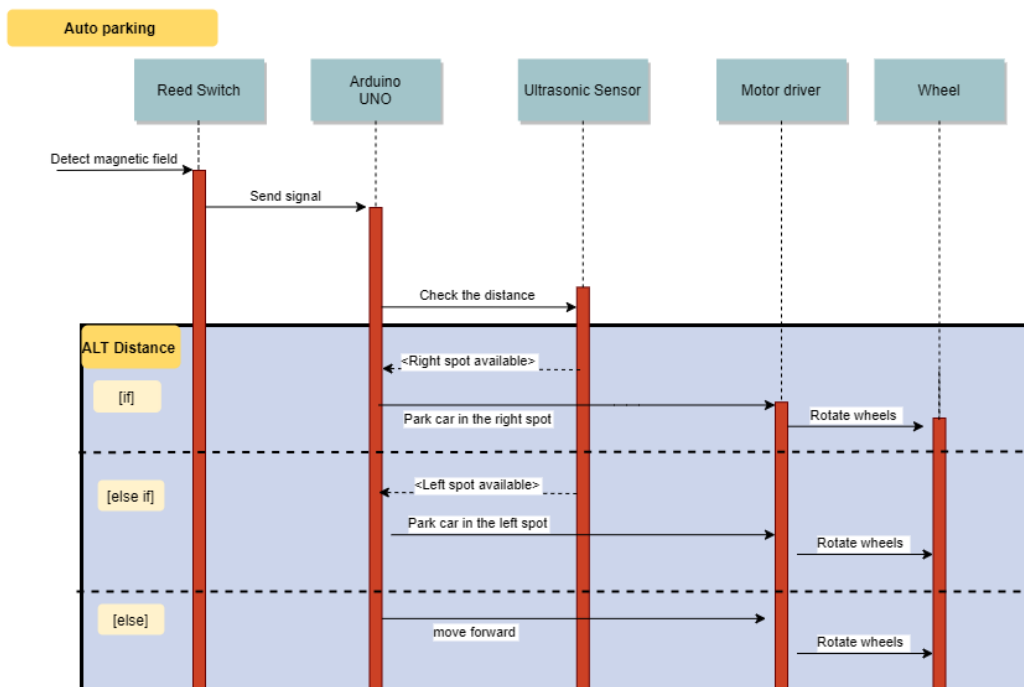 Auto parking
Reed Switch
Arduino
UNO
Ultrasonic Sensor
Motor driver
Wheel
Detect magnetic field
Send signal
Check the distance
ALT Distance
<Right spot available>
[if]
Park car in the right spot
Rotate wheels
<Left spot available>
[else if]
Park car in the left spot
Rotate wheels
[else]
move forward
Rotate wheels